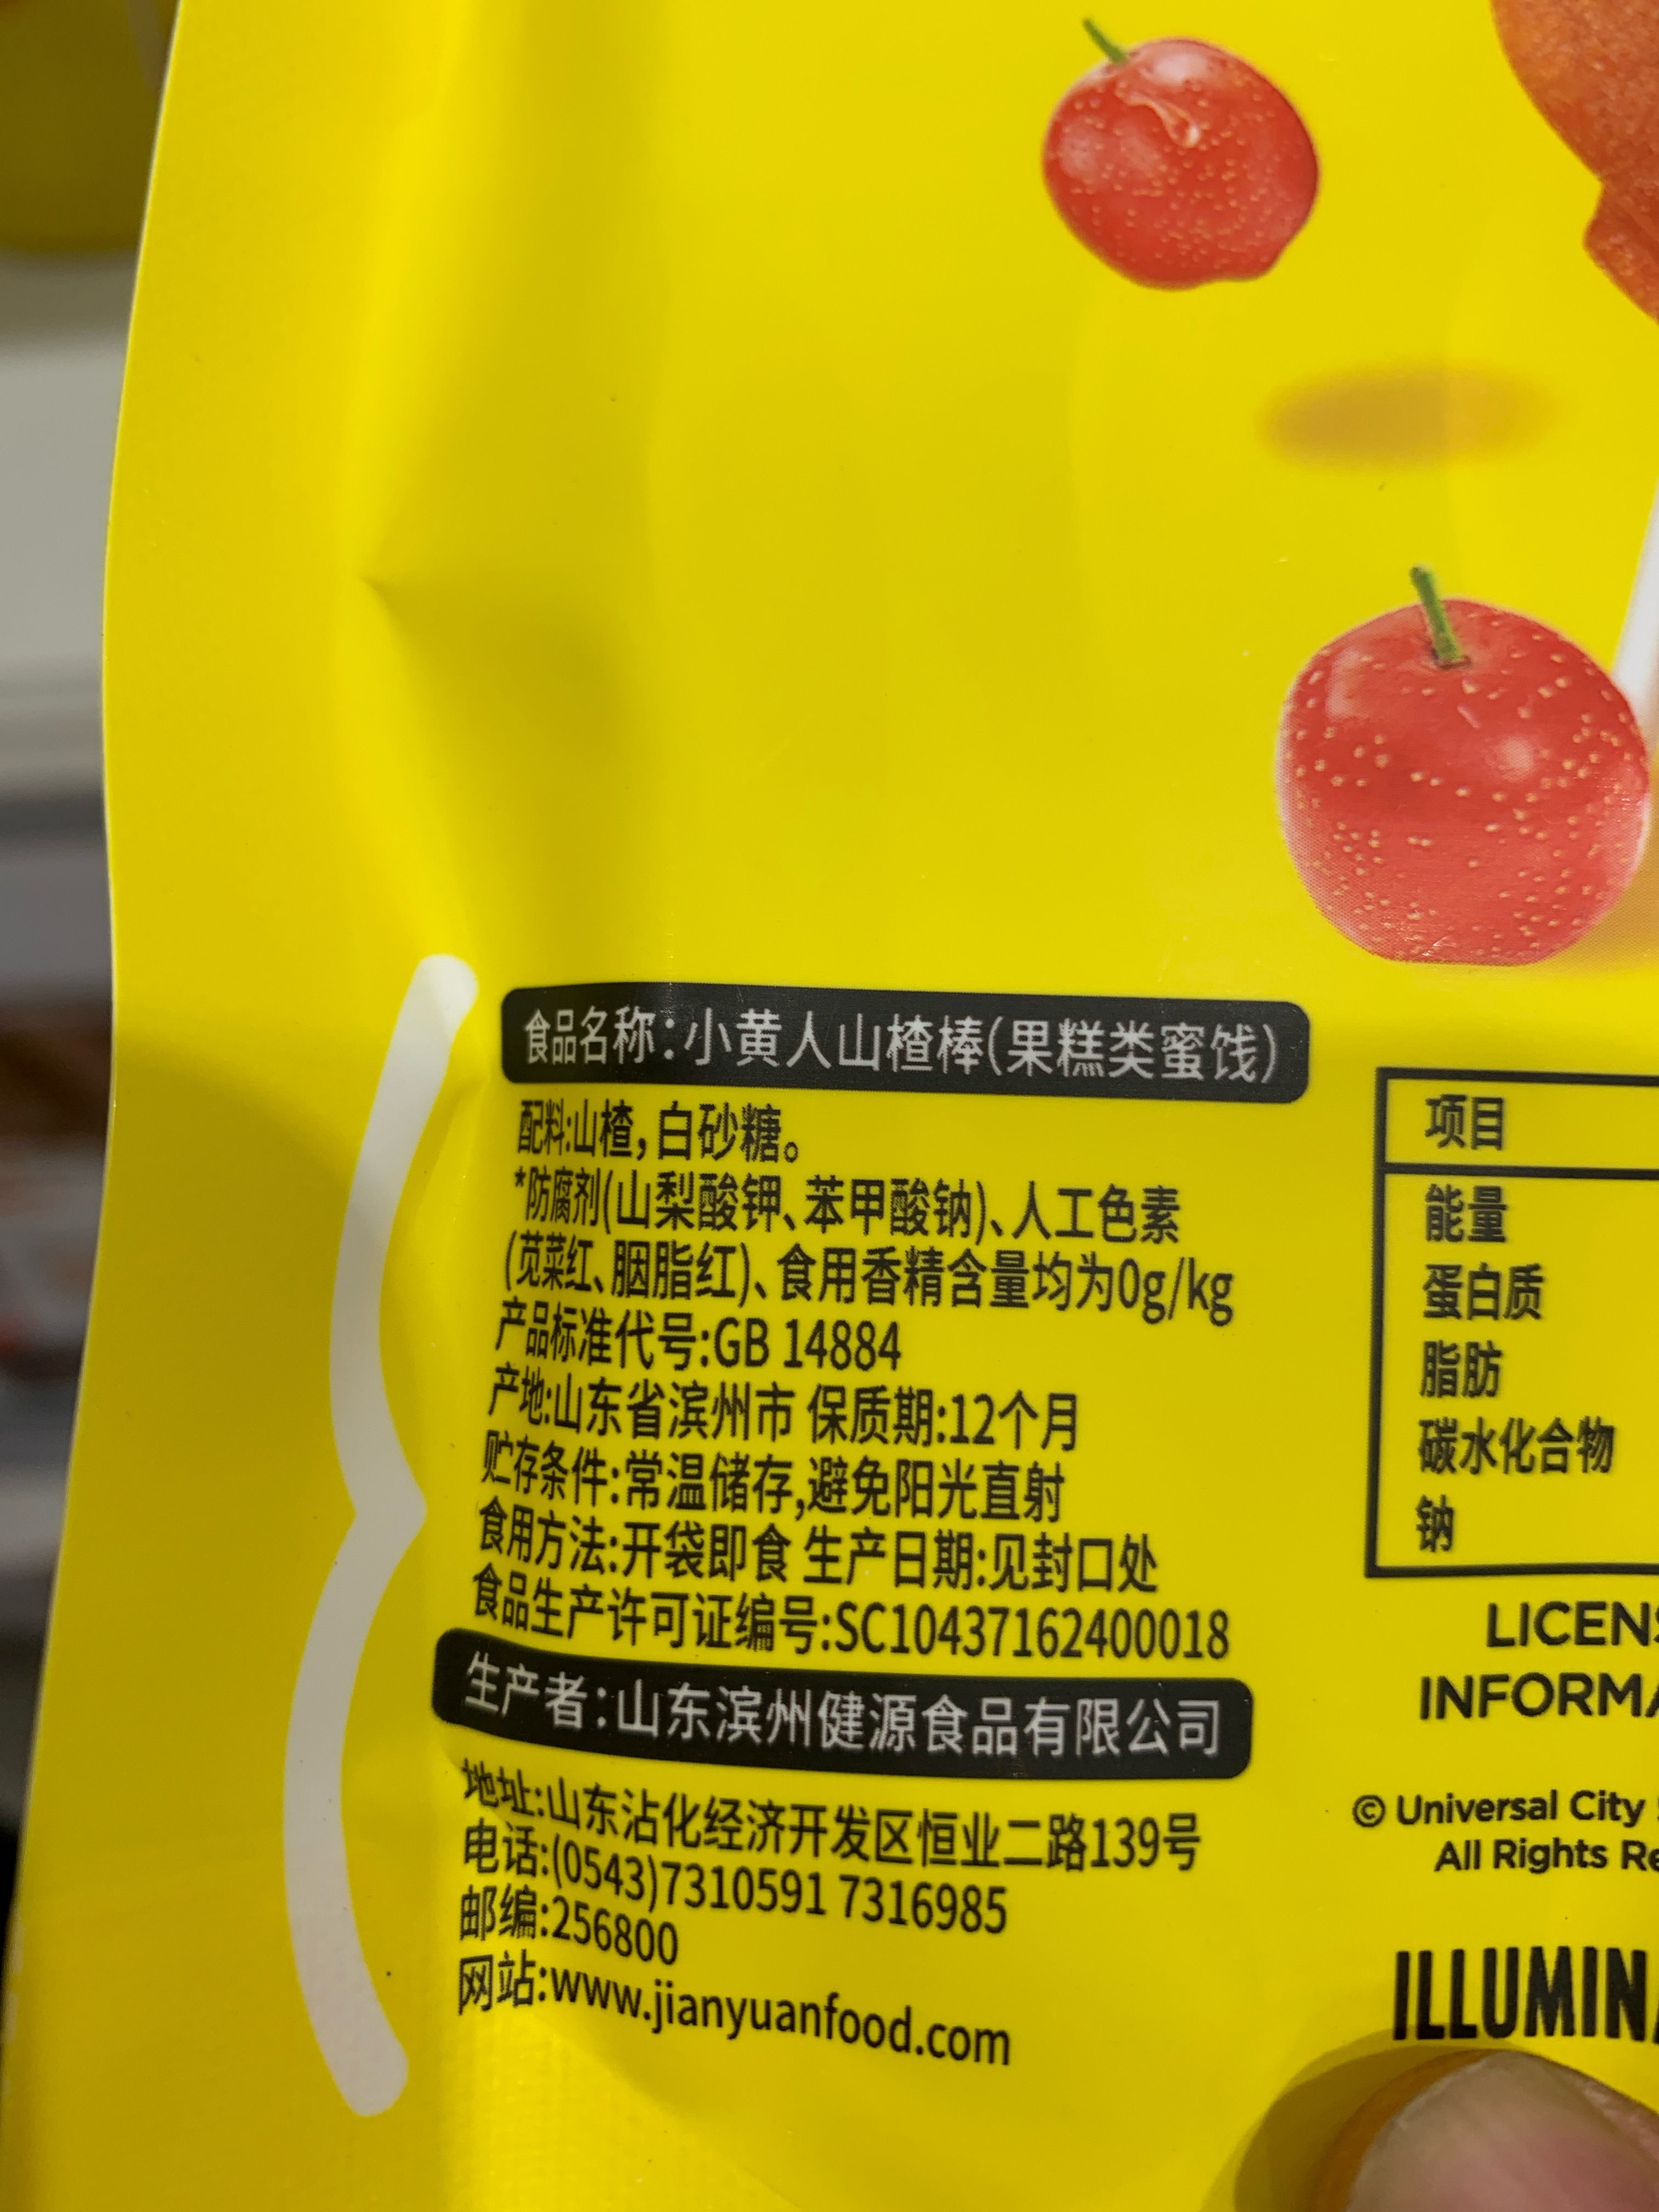 食品名称:小黄人山楂棒(果糕类蜜饯)
配料:山楂,白砂糖。
*防腐剂(山梨酸钾、苯甲酸钠)、人工色素
(苋菜红、胭脂红)、食用香精含量均为0g/kg
产品标准代号:GB 14884
产地:山东省滨州市 保质期:12个月
贮存条件:常温储存,避免阳光直射
食用方法:开袋即食 生产日期:见封口处
食品生产许可证编号:SC10437162400018
生产者:山东滨州健源食品有限公司
地址:山东沾化经济开发区恒业二路139号
电话:(0543)7310591 7316985
邮编:256800
网站:www.jianyuanfood.com
项目
能量
蛋白质
脂肪
碳水化合物
钠
LICENS
INFORMA
© Universal City
All Rights Re
ILLUMIN